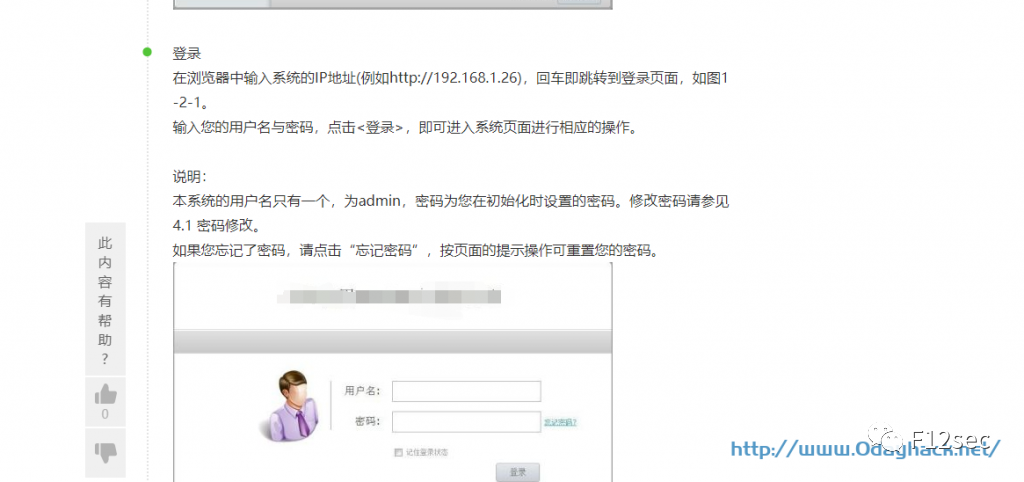 登录
在浏览器中输入系统的IP地址(例如http://192.168.1.26)，回车即跳转到登录页面，如图1
-2-1。
输入您的用户名与密码，点击<登录>，即可进入系统页面进行相应的操作。
说明：
本系统的用户名只有一个，为admin，密码为您在初始化时设置的密码。修改密码请参见
4.1 密码修改。
如果您忘记了密码，请点击“忘记密码”，按页面的提示操作可重置您的密码。
此
内
容
有
帮
助
?
0
用户名：
密码：
忘记密码?
记住登录状态
登录
F12sec
http://www.0dayhack.net/